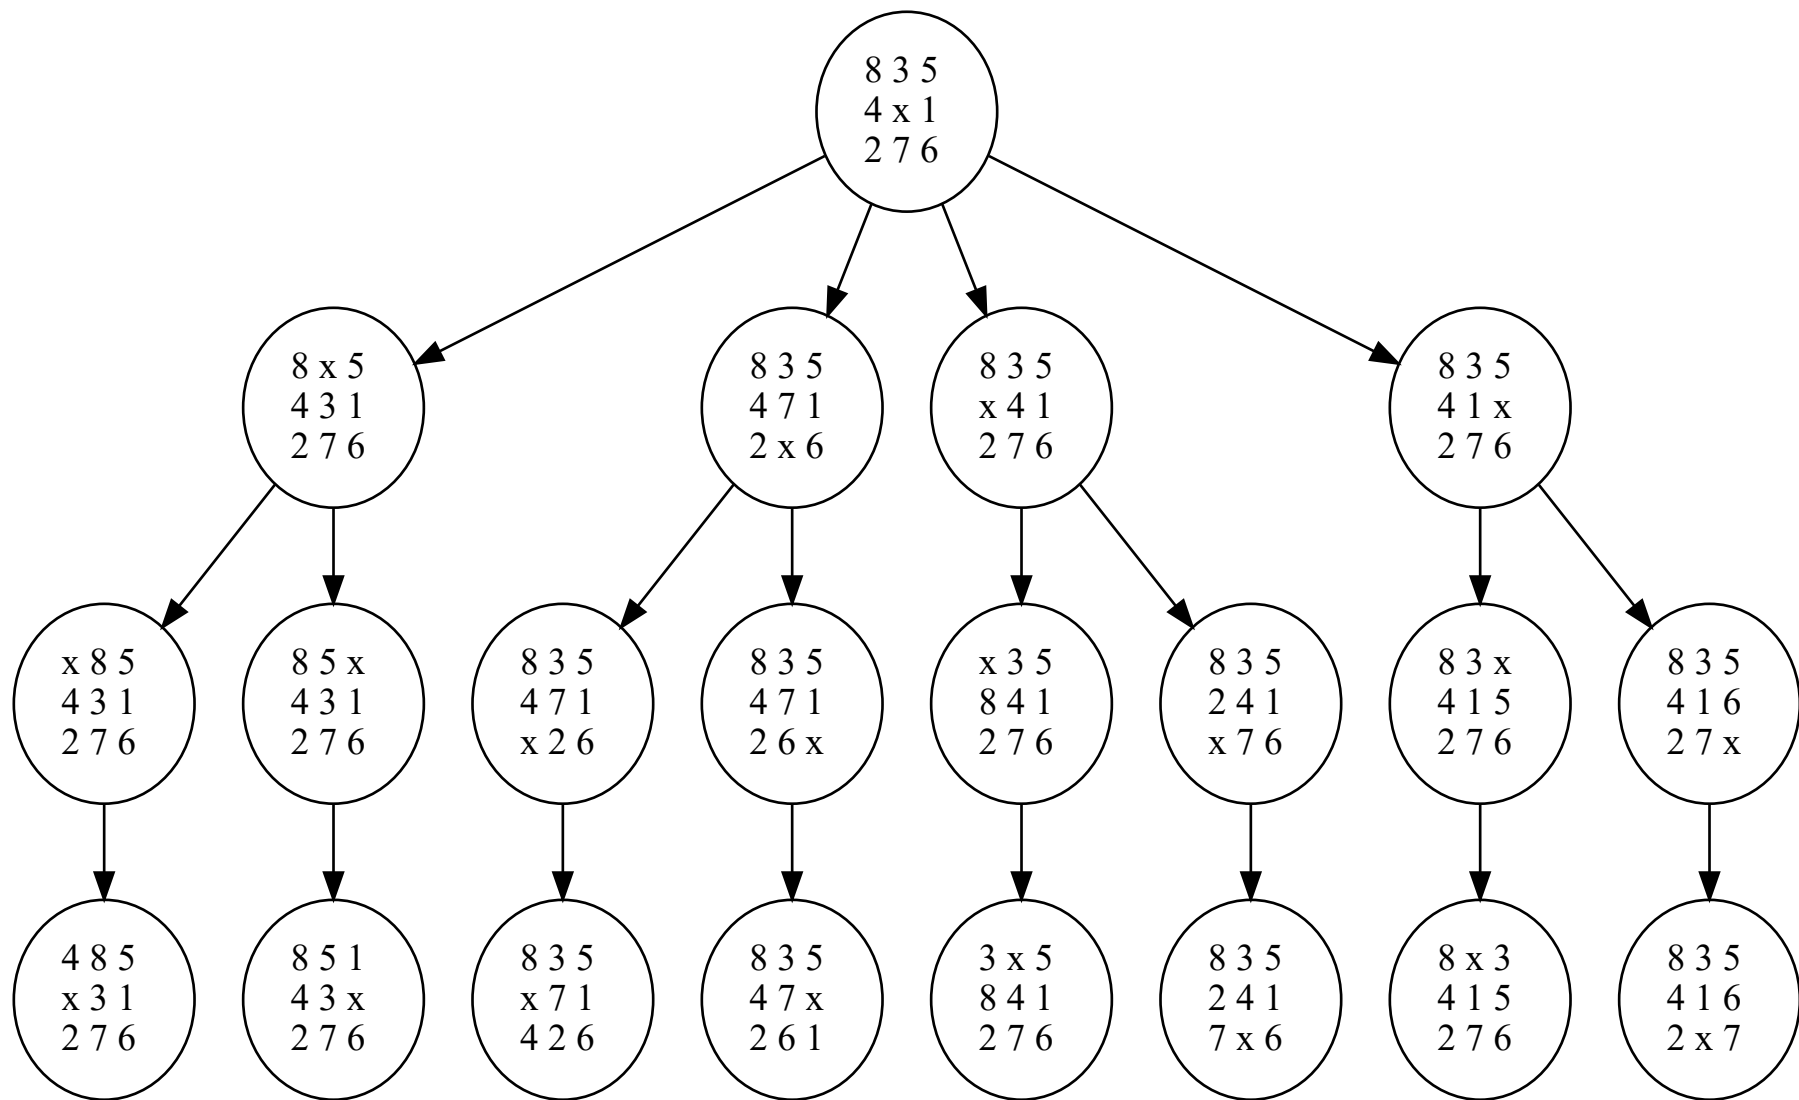 8 3 5
4 x 1
2 7 6
8 x 5
4 3 1
2 7 6
8 3 5
4 7 1
2 x 6
8 3 5
x 4 1
2 7 6
8 3 5
4 1 x
2 7 6
x 8 5
4 3 1
2 7 6
8 5 x
4 3 1
2 7 6
8 3 5
4 7 1
x 2 6
8 3 5
4 7 1
2 6 x
x 3 5
8 4 1
2 7 6
8 3 5
2 4 1
x 7 6
8 3 x
4 1 5
2 7 6
8 3 5
4 1 6
2 7 x
4 8 5
x 3 1
2 7 6
8 5 1
4 3 x
2 7 6
8 3 5
x 7 1
4 2 6
8 3 5
4 7 x
2 6 1
3 x 5
8 4 1
2 7 6
8 3 5
2 4 1
7 x 6
8 x 3
4 1 5
2 7 6
8 3 5
4 1 6
2 x 7